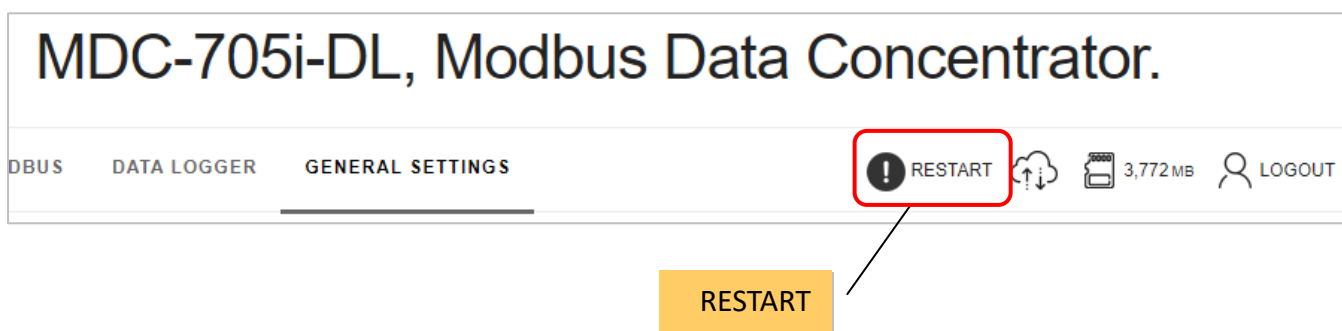 MDC-705i-DL, Modbus Data Concentrator.
DBUS DATA LOGGER GENERAL SETTINGS RESTART 3,772 MB LOGOUT
RESTART